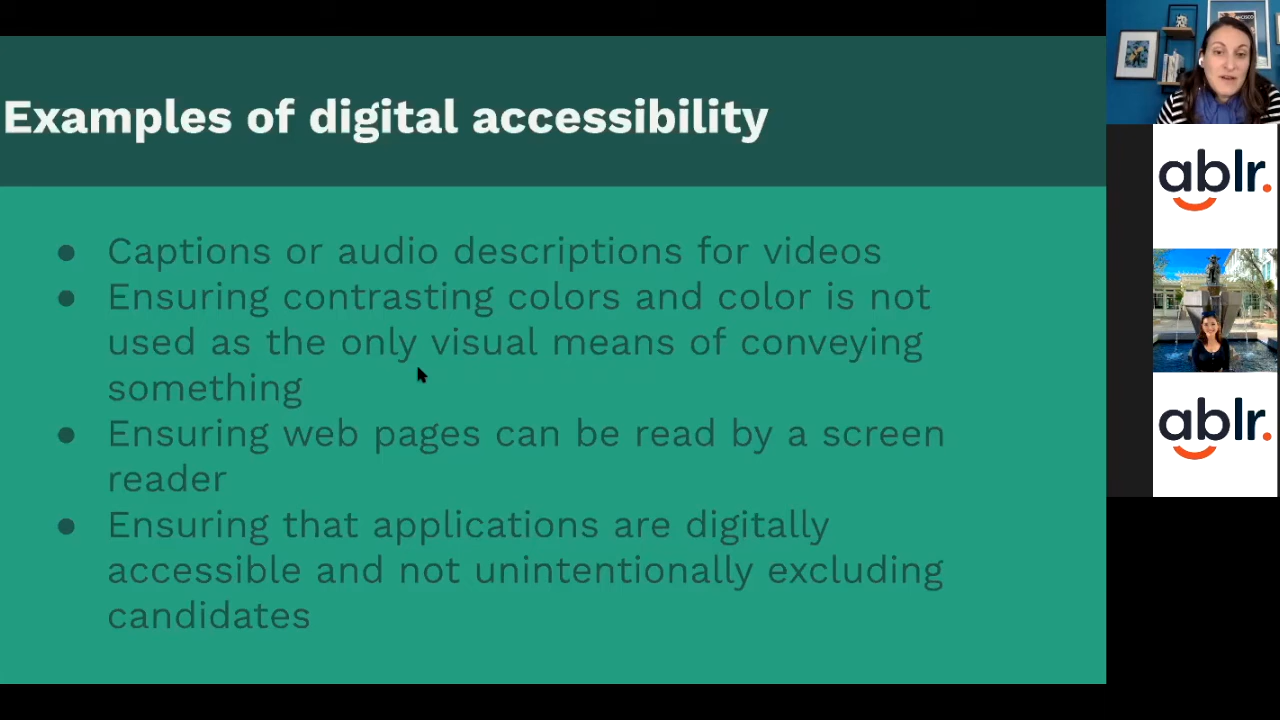 Examples of digital accessibility
● Captions or audio descriptions for videos
● Ensuring contrasting colors and color is not
used as the only visual means of conveying
something
● Ensuring web pages can be read by a screen
reader
● Ensuring that applications are digitally
accessible and not unintentionally excluding
candidates
ablr.
ablr.